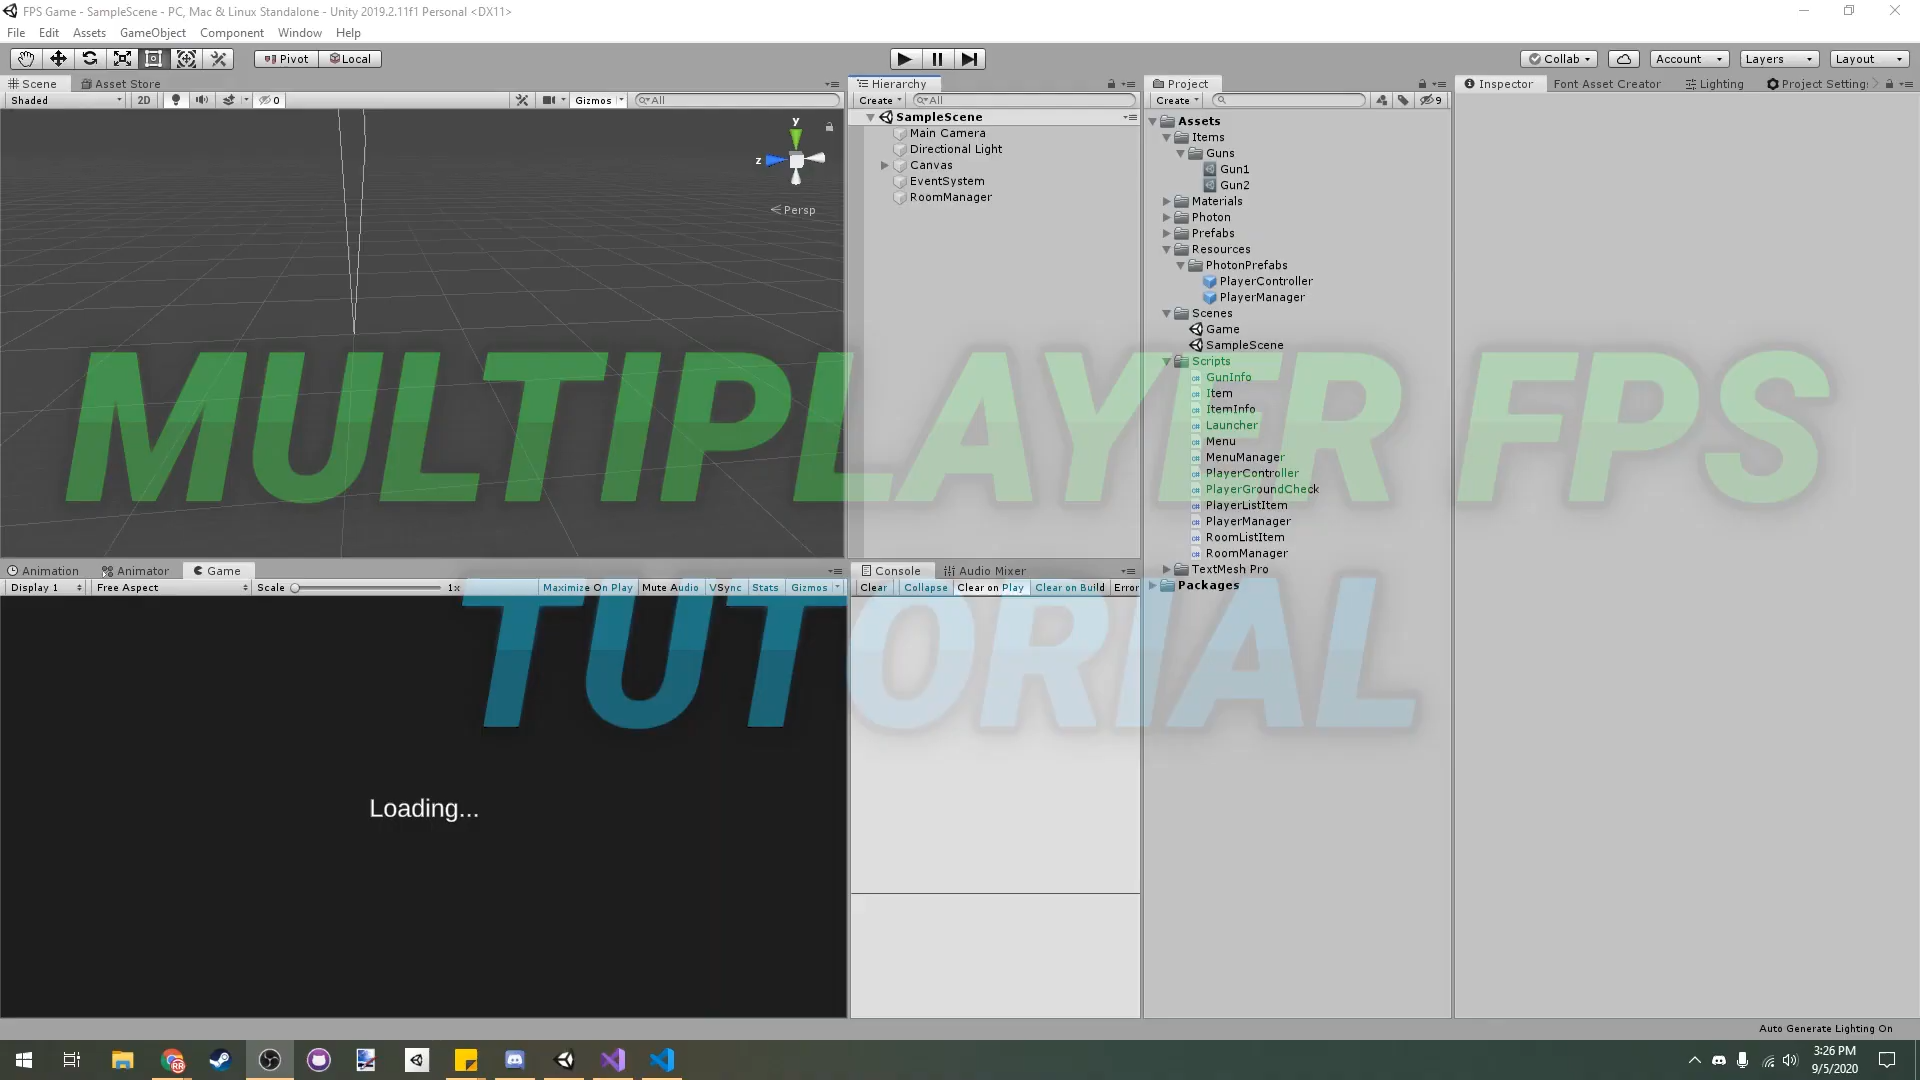 FPS Game - SampleScene - PC, Mac & Linux Standalone - Unity 2019.2.11f1 Personal <DX11>
File Edit Assets GameObject Component Window Help
Pivot Local
Collab Account Layers Layout
Scene Asset Store
Shaded 2D 0 Gizmos All
y
z
Persp
Hierarchy
Create All
SampleScene
Main Camera
Directional Light
Canvas
EventSystem
RoomManager
Project
Create 9
Assets
Items
Guns
Gun1
Gun2
Materials
Photon
Prefabs
Resources
PhotonPrefabs
PlayerController
PlayerManager
Scenes
Game
SampleScene
Scripts
GunInfo
Item
ItemInfo
Launcher
Menu
MenuManager
PlayerController
PlayerGroundCheck
PlayerListItem
PlayerManager
RoomListItem
RoomManager
TextMesh Pro
Packages
Inspector Font Asset Creator Lighting Project Setting
MULTIPLAYER FPS
TUTORIAL
Animation Animator Game
Display 1 Free Aspect Scale 1x Maximize On Play Mute Audio VSync Stats Gizmos
Loading...
Console Audio Mixer
Clear Collapse Clear on Play Clear on Build Error
Auto Generate Lighting On
3:26 PM
9/5/2020